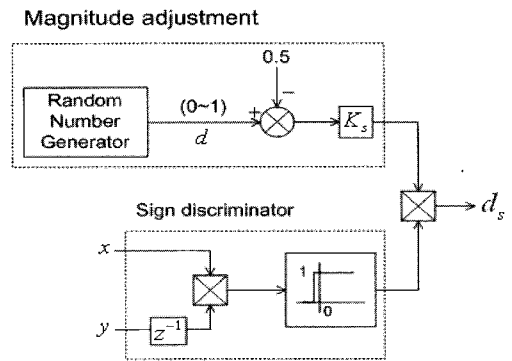 Magnitude adjustment
0.5
Random
Number
Generator
(0~1)
d
+
−
K_s
d_s
Sign discriminator
x
y
z^{-1}
1
0